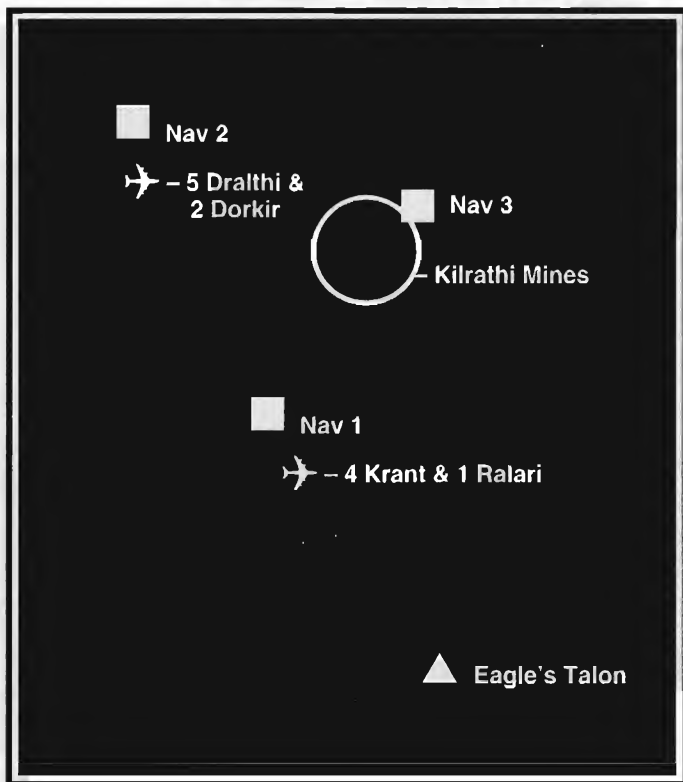 Nav 2
– 5 Dralthi &
2 Dorkir
Nav 3
– Kilrathi Mines
Nav 1
– 4 Krant & 1 Ralari
Eagle's Talon